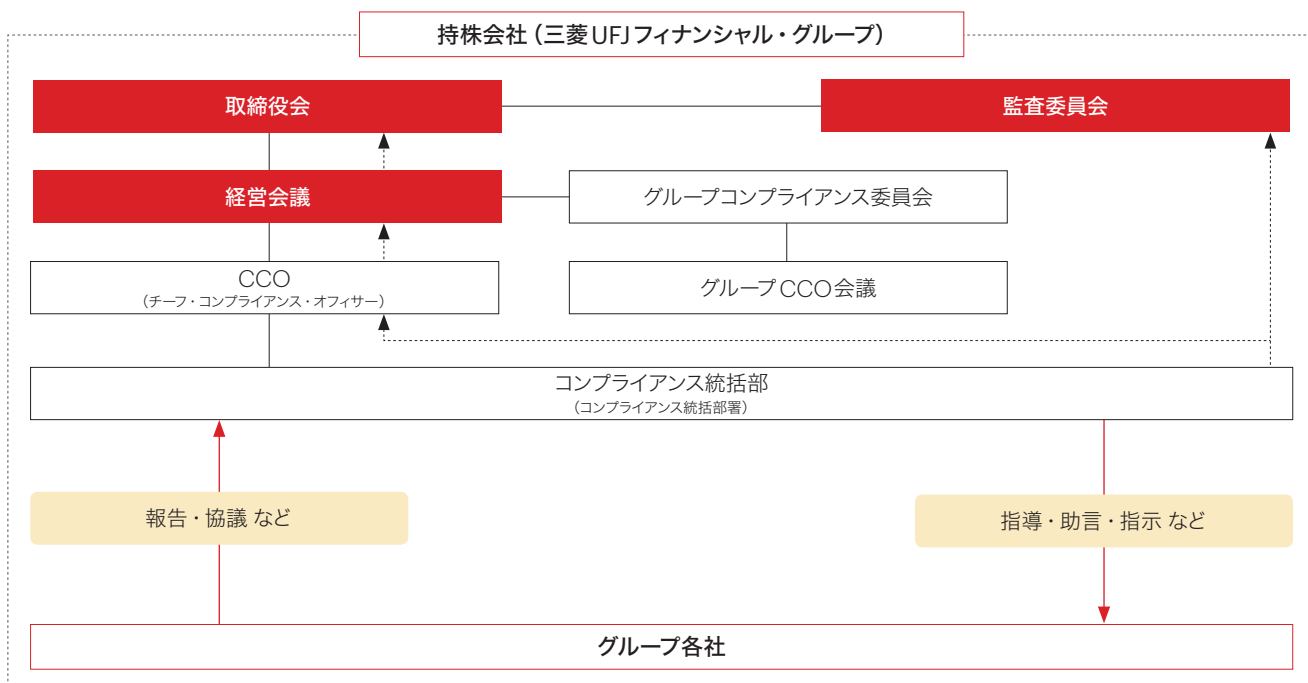 持株会社（三菱UFJフィナンシャル・グループ）
取締役会
監査委員会
経営会議
グループコンプライアンス委員会
CCO
（チーフ・コンプライアンス・オフィサー）
グループCCO会議
コンプライアンス統括部
（コンプライアンス統括部署）
報告・協議 など
指導・助言・指示 など
グループ各社